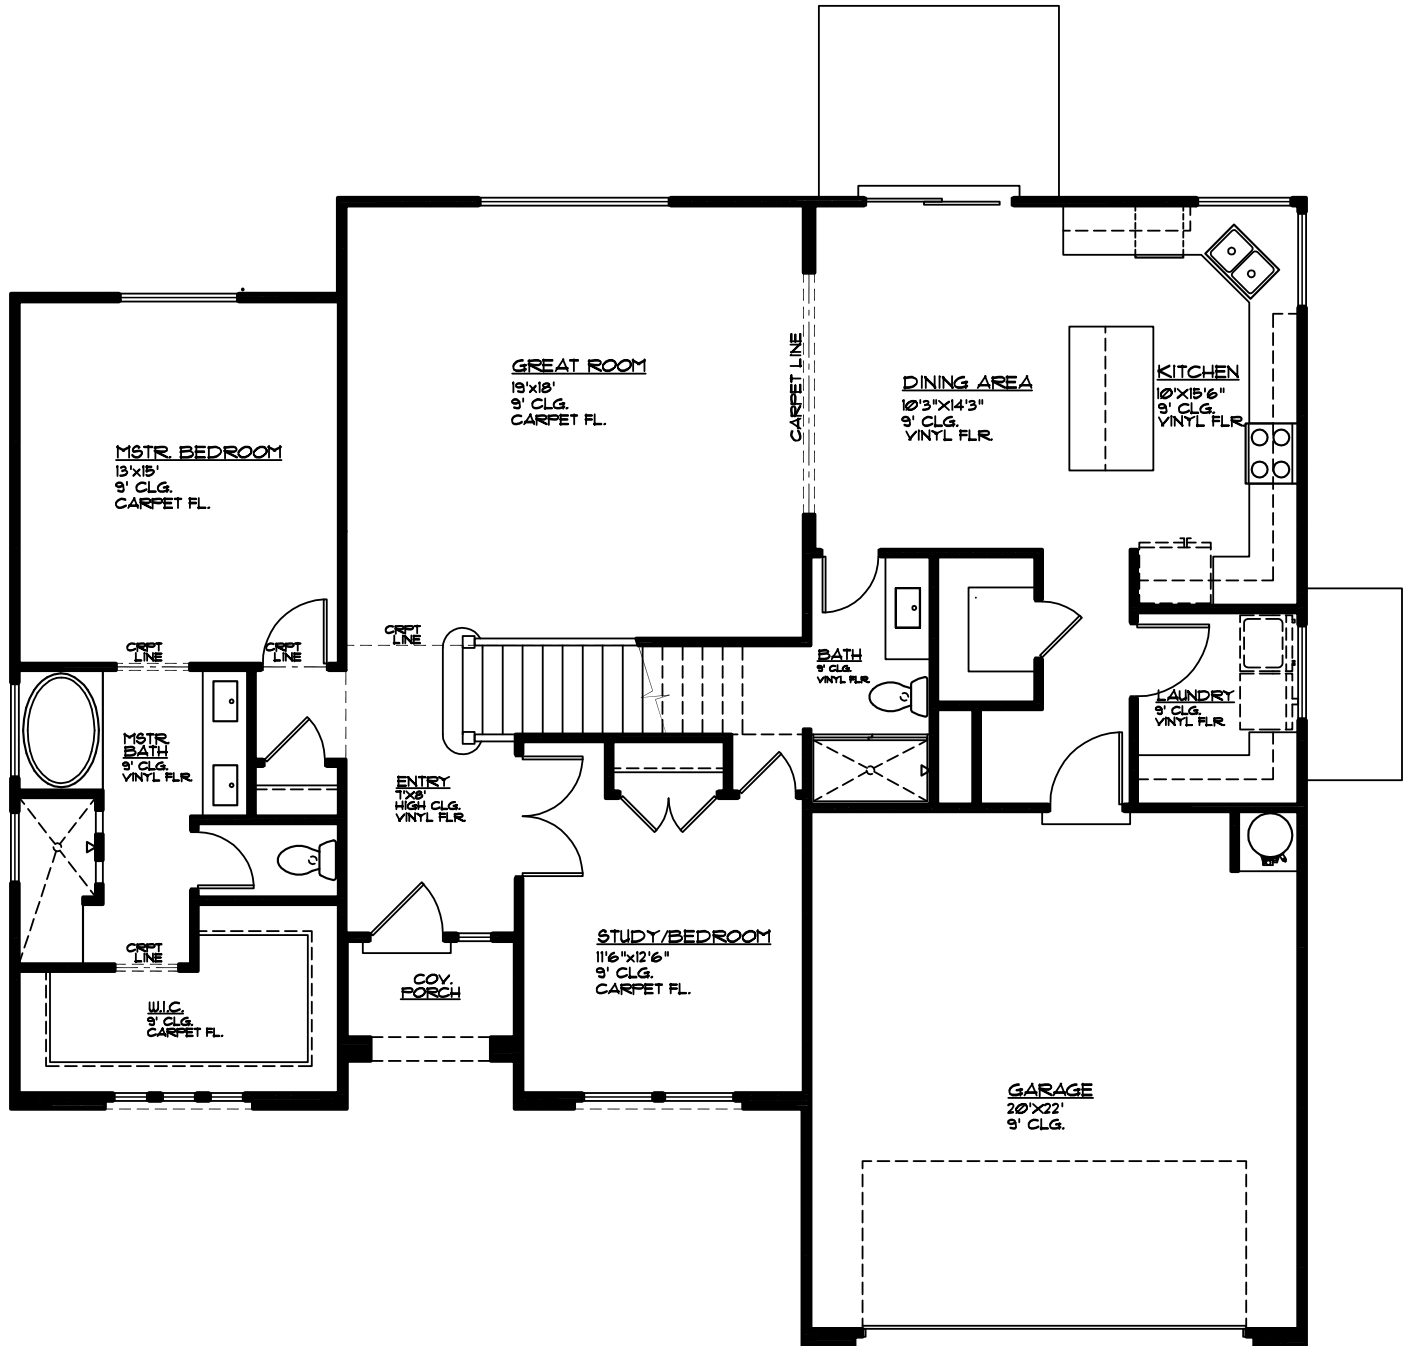 GREAT ROOM
19'x18'
9' CLG.
CARPET FL.
CARPET LINE
DINING AREA
10'3"X14'3"
9' CLG.
VINYL FLR.
KITCHEN
10'X15'6"
9' CLG.
VINYL FLR.
MSTR. BEDROOM
13'x15'
9' CLG.
CARPET FL.
CRPT
LINE
CRPT
LINE
CRPT
LINE
BATH
9' CLG.
VINYL FLR.
LAUNDRY
9' CLG.
VINYL FLR.
MSTR.
BATH
9' CLG.
VINYL FLR.
ENTRY
7'X8'
HIGH CLG.
VINYL FLR.
STUDY/BEDROOM
11'6"x12'6"
9' CLG.
CARPET FL.
CRPT
LINE
COV.
PORCH
W.I.C.
9' CLG.
CARPET FL.
GARAGE
20'X22'
9' CLG.